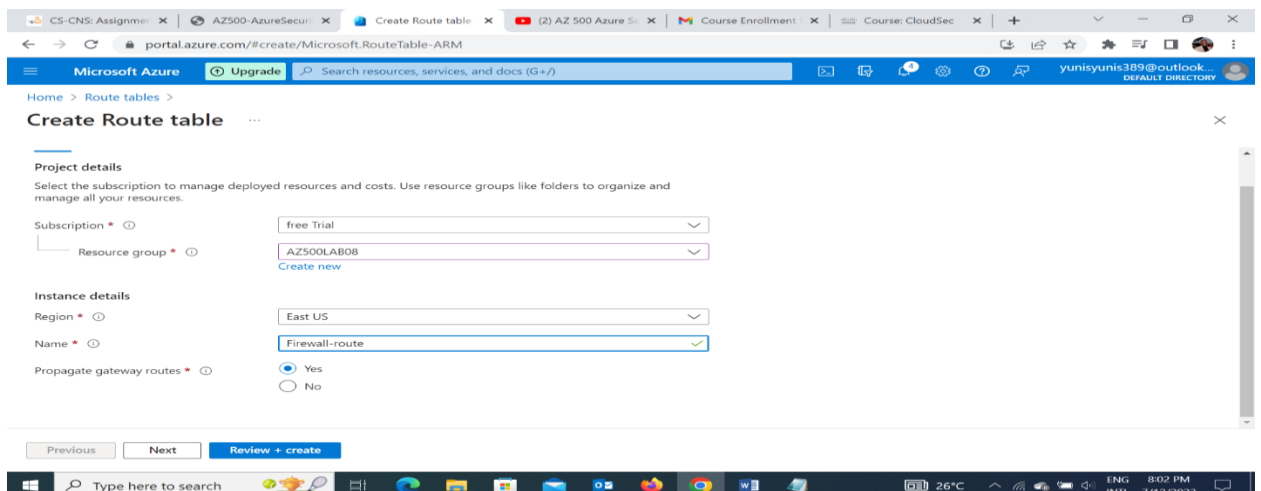 CS-CNS: Assignmer
AZ500-AzureSecuri
Create Route table
(2) AZ 500 Azure Se
Course Enrollment
Course: CloudSec
portal.azure.com/#create/Microsoft.RouteTable-ARM
Microsoft Azure
Upgrade
Search resources, services, and docs (G+/)
4
yunisyunis389@outlook...
DEFAULT DIRECTORY
Home > Route tables >
Create Route table ...
Project details
Select the subscription to manage deployed resources and costs. Use resource groups like folders to organize and
manage all your resources.
Subscription *
free Trial
Resource group *
AZ500LAB08
Create new
Instance details
Region *
East US
Name *
Firewall-route
Propagate gateway routes *
Yes
No
Previous
Next
Review + create
Type here to search
26°C
ENG
8:02 PM